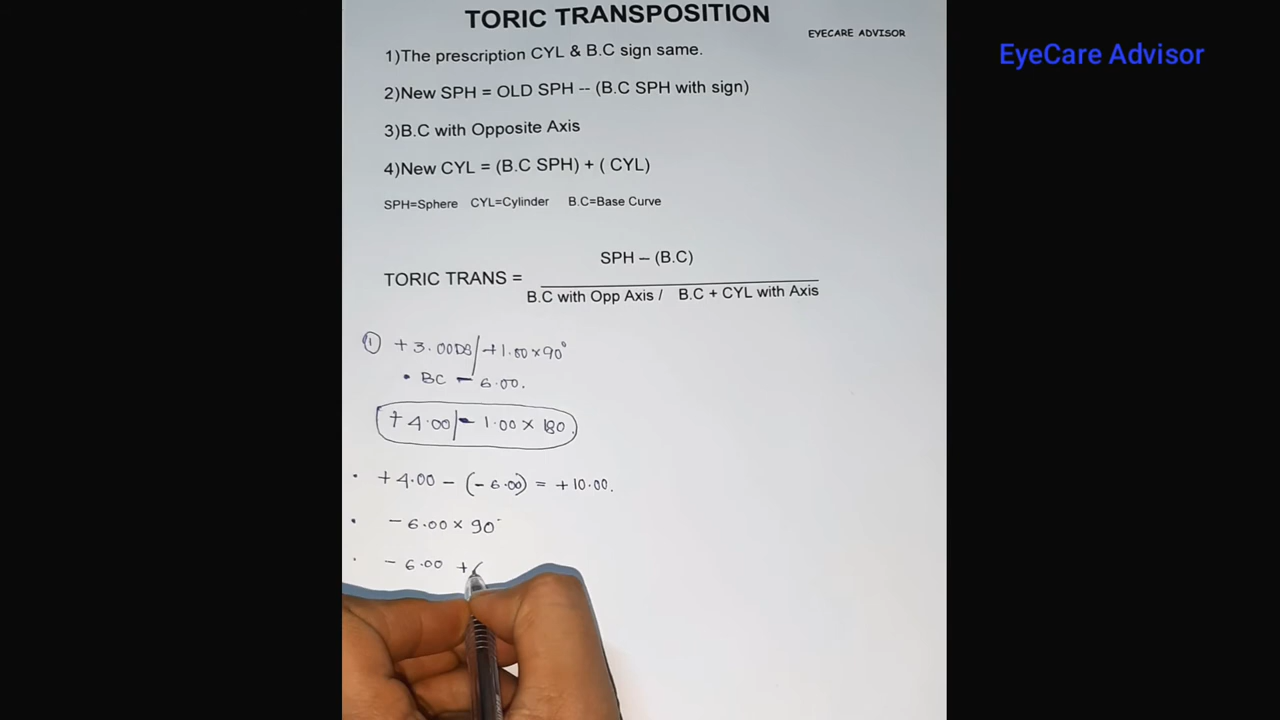 TORIC TRANSPOSITION
EYECARE ADVISOR
EyeCare Advisor
1)The prescription CYL & B.C sign same.
2)New SPH = OLD SPH -- (B.C SPH with sign)
3)B.C with Opposite Axis
4)New CYL = (B.C SPH) + ( CYL)
SPH=Sphere CYL=Cylinder B.C=Base Curve
SPH – (B.C)
TORIC TRANS =
B.C with Opp Axis / B.C + CYL with Axis
① +3.00DS/+1.00×90°
• BC – 6.00.
+4.00/-1.00 × 180.
• +4.00 – (-6.00) = +10.00.
• -6.00 × 90°
• -6.00 +(